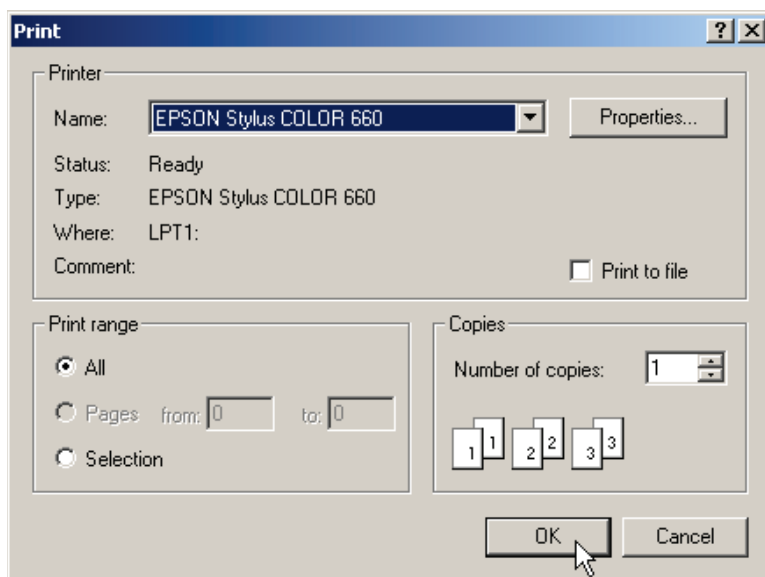 Print
Printer
Name: EPSON Stylus COLOR 660 Properties...
Status: Ready
Type: EPSON Stylus COLOR 660
Where: LPT1:
Comment: Print to file
Print range
All
Pages from: 0 to: 0
Selection
Copies
Number of copies: 1
1 1 2 2 3 3
OK Cancel